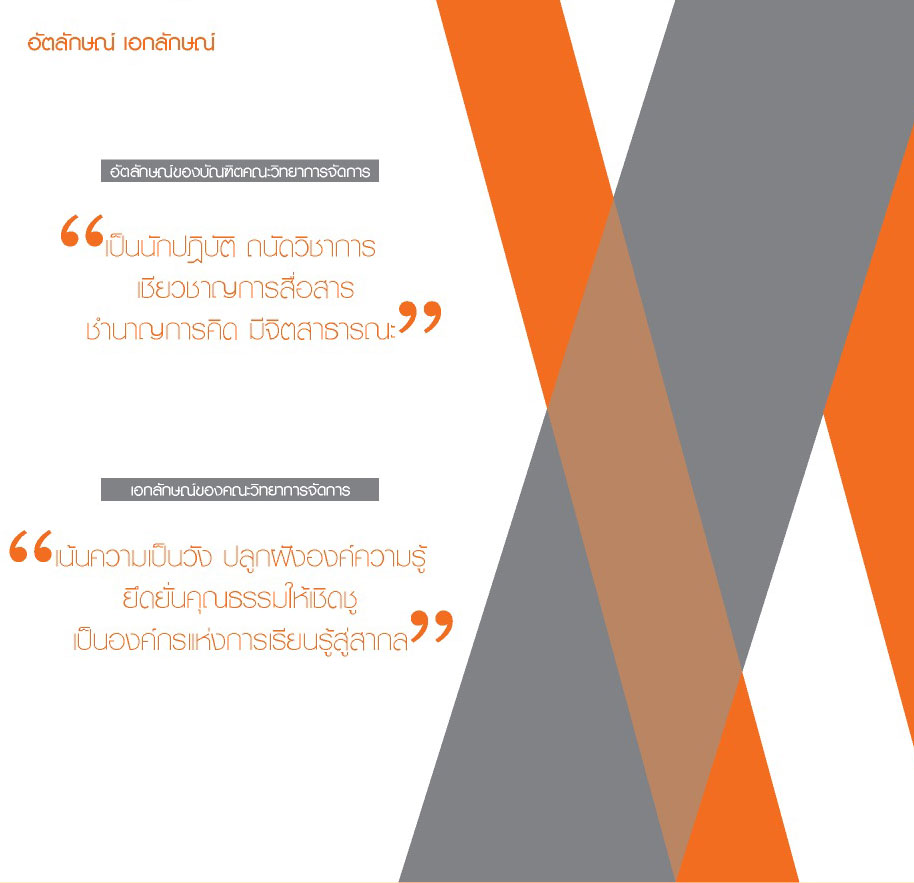 อัตลักษณ์ เอกลักษณ์
อัตลักษณ์ของบัณฑิตคณะวิทยาการจัดการ
“เป็นนักปฏิบัติ ถนัดวิชาการ
เชียวชาญการสื่อสาร
ชำนาญการคิด มีจิตสาธารณะ”
เอกลักษณ์ของคณะวิทยาการจัดการ
“เน้นความเป็นวัง ปลูกฝังองค์ความรู้
ยึดยั่นคุณธรรมให้เชิดชู
เป็นองค์กรแห่งการเรียนรู้สู่สากล”